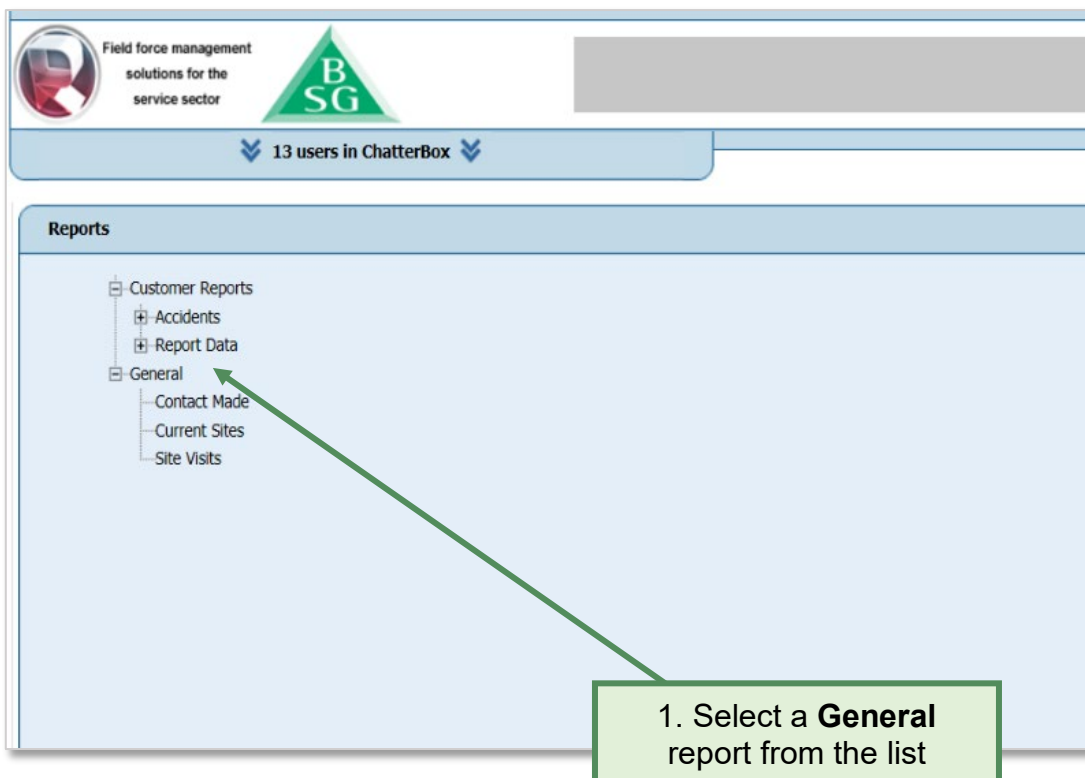 Field force management
solutions for the
service sector
B
SG
13 users in ChatterBox
Reports
Customer Reports
Accidents
Report Data
General
Contact Made
Current Sites
Site Visits
1. Select a General
report from the list